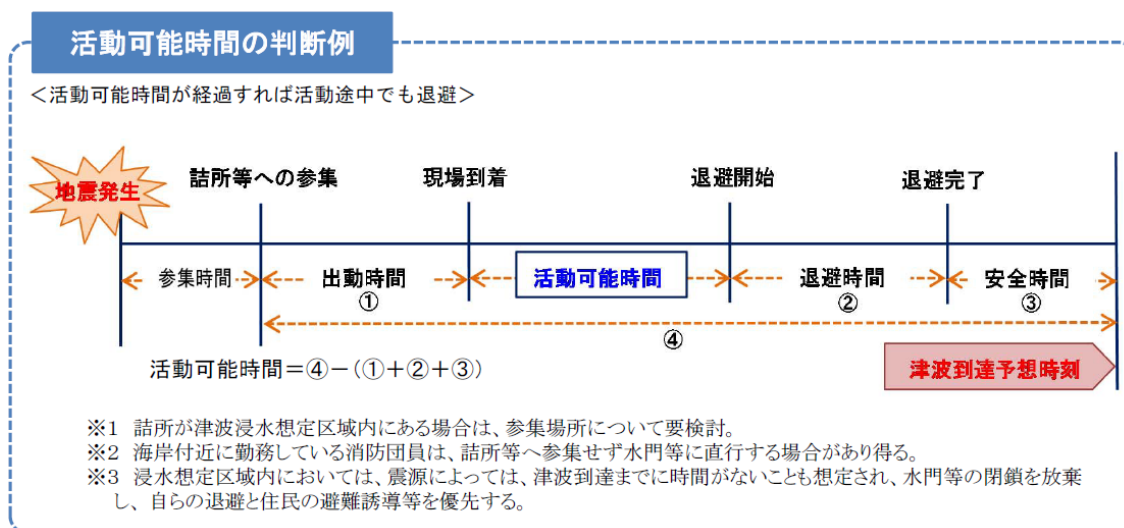 活動可能時間の判断例
＜活動可能時間が経過すれば活動途中でも退避＞
地震発生
詰所等への参集
現場到着
退避開始
退避完了
参集時間
出動時間
①
活動可能時間
退避時間
②
安全時間
③
④
活動可能時間＝④－（①＋②＋③）
津波到達予想時刻
※1 詰所が津波浸水想定区域内にある場合は、参集場所について要検討。
※2 海岸付近に勤務している消防団員は、詰所等へ参集せず水門等に直行する場合があり得る。
※3 浸水想定区域内においては、震源によっては、津波到達までに時間がないことも想定され、水門等の閉鎖を放棄
し、自らの退避と住民の避難誘導等を優先する。